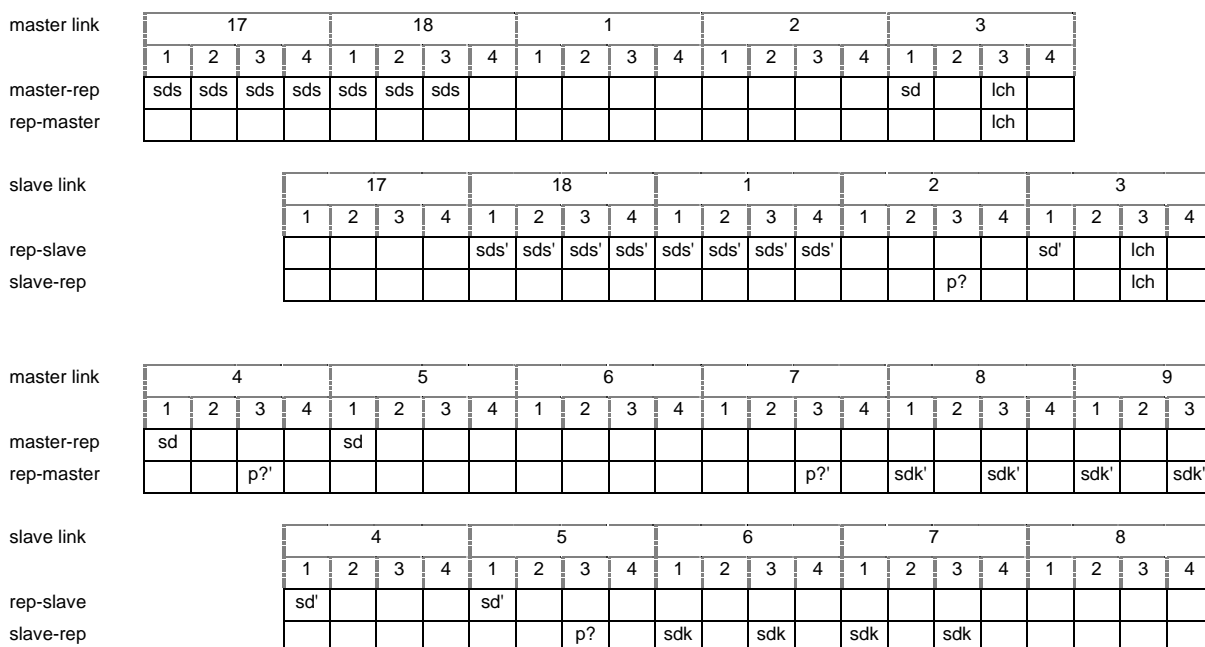 master link 17 18 1 2 3
1 2 3 4 1 2 3 4 1 2 3 4 1 2 3 4 1 2 3 4
master-rep sds sds sds sds sds sds sds sd lch
rep-master lch
slave link 17 18 1 2 3
1 2 3 4 1 2 3 4 1 2 3 4 1 2 3 4 1 2 3 4
rep-slave sds' sds' sds' sds' sds' sds' sds' sds' sd' lch
slave-rep p? lch
master link 4 5 6 7 8 9
1 2 3 4 1 2 3 4 1 2 3 4 1 2 3 4 1 2 3 4 1 2 3
master-rep sd sd
rep-master p?' p?' sdk' sdk' sdk' sdk'
slave link 4 5 6 7 8
1 2 3 4 1 2 3 4 1 2 3 4 1 2 3 4 1 2 3 4
rep-slave sd' sd'
slave-rep p? sdk sdk sdk sdk